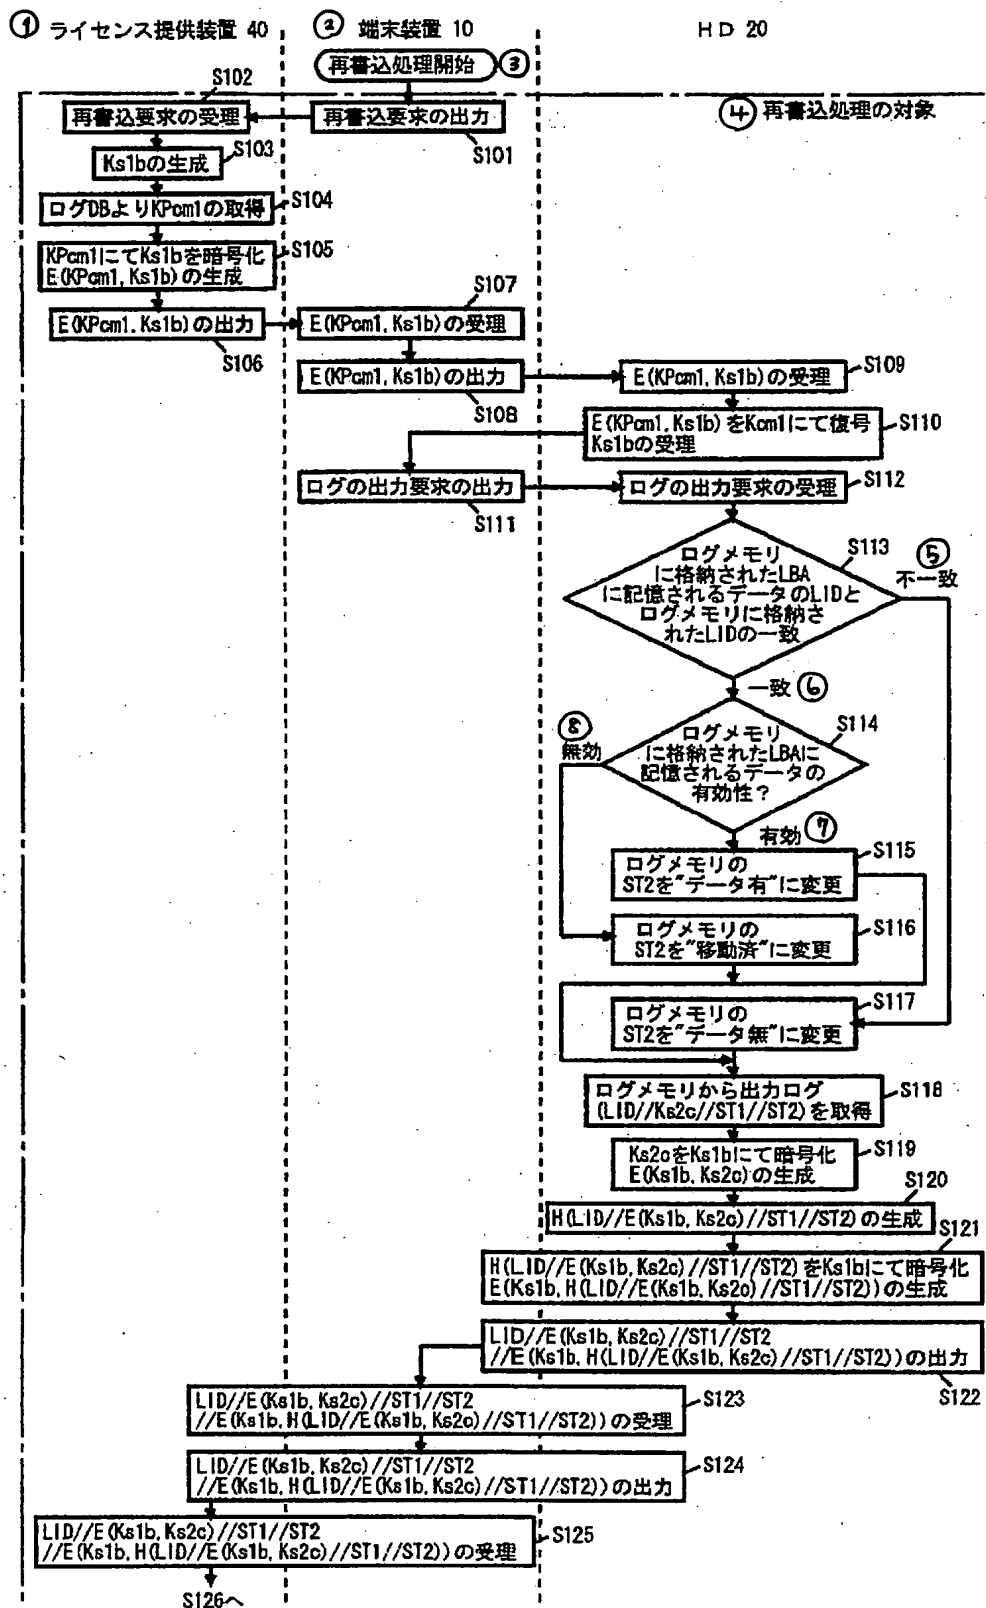 ① ライセンス提供装置 40
② 端末装置 10
HD 20
再書込処理開始 ③
④ 再書込処理の対象
S102
再書込要求の受理
再書込要求の出力
S101
Ks1bの生成
S103
ログDBよりKPcm1の取得
S104
KPcm1にてKs1bを暗号化
E(KPcm1, Ks1b)の生成
S105
E(KPcm1, Ks1b)の出力
S106
S107
E(KPcm1, Ks1b)の受理
E(KPcm1, Ks1b)の出力
S108
E(KPcm1, Ks1b)の受理
S109
E(KPcm1, Ks1b)をKcm1にて復号
Ks1bの受理
S110
ログの出力要求の出力
S111
ログの出力要求の受理
S112
ログメモリ
に格納されたLBA
に記憶されるデータのLIDと
ログメモリに格納さ
れたLIDの一致
S113
⑤
不一致
一致 ⑥
ログメモリ
に格納されたLBAに
記憶されるデータの
有効性?
S114
⑧
無効
有効 ⑦
ログメモリの
ST2を"データ有"に変更
S115
ログメモリの
ST2を"移動済"に変更
S116
ログメモリの
ST2を"データ無"に変更
S117
ログメモリから出力ログ
(LID//Ks2c//ST1//ST2)を取得
S118
Ks2cをKs1bにて暗号化
E(Ks1b, Ks2c)の生成
S119
S120
H(LID//E(Ks1b, Ks2c)//ST1//ST2)の生成
S121
H(LID//E(Ks1b, Ks2c)//ST1//ST2)をKs1bにて暗号化
E(Ks1b, H(LID//E(Ks1b, Ks2c)//ST1//ST2))の生成
LID//E(Ks1b, Ks2c)//ST1//ST2
//E(Ks1b, H(LID//E(Ks1b, Ks2c)//ST1//ST2))の出力
S122
LID//E(Ks1b, Ks2c)//ST1//ST2
//E(Ks1b, H(LID//E(Ks1b, Ks2c)//ST1//ST2))の受理
S123
LID//E(Ks1b, Ks2c)//ST1//ST2
//E(Ks1b, H(LID//E(Ks1b, Ks2c)//ST1//ST2))の出力
S124
LID//E(Ks1b, Ks2c)//ST1//ST2
//E(Ks1b, H(LID//E(Ks1b, Ks2c)//ST1//ST2))の受理
S125
S126へ